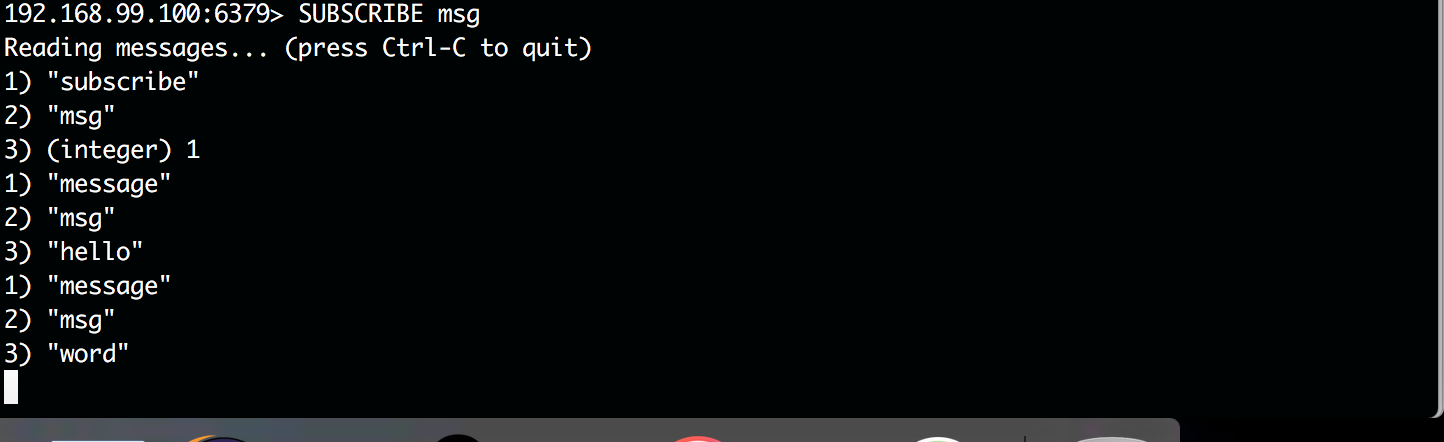 192.168.99.100:6379> SUBSCRIBE msg
Reading messages... (press Ctrl-C to quit)
1) "subscribe"
2) "msg"
3) (integer) 1
1) "message"
2) "msg"
3) "hello"
1) "message"
2) "msg"
3) "word"